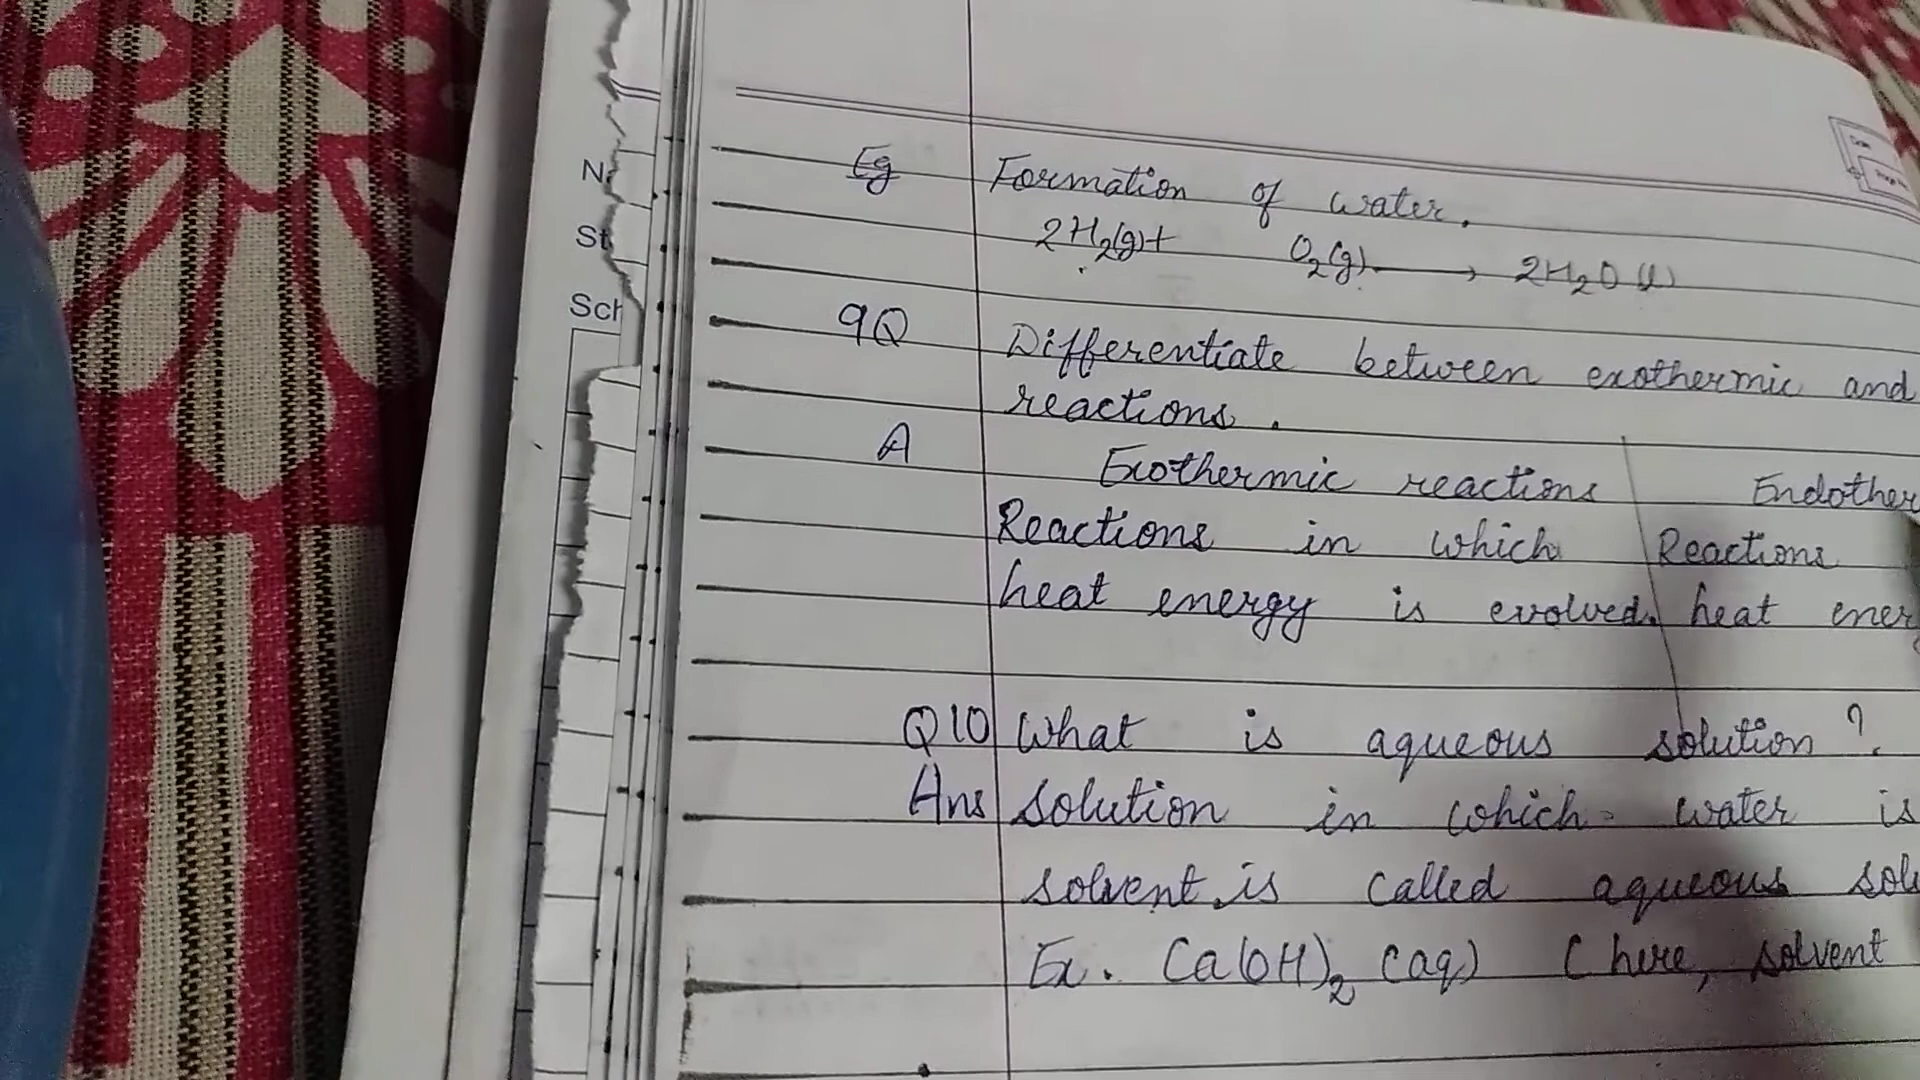 N
St
Sch
Eg Formation of water.
2H₂(g)+ O₂(g) → 2H₂O (l)
9Q Differentiate between exothermic and
reactions.
A Exothermic reactions Endother
Reactions in which Reactions
heat energy is evolved. heat ener
Q10 What is aqueous solution?
Ans Solution in which water is
solvent is called aqueous solu
Ex. Ca(OH)₂ (aq) (here, solvent